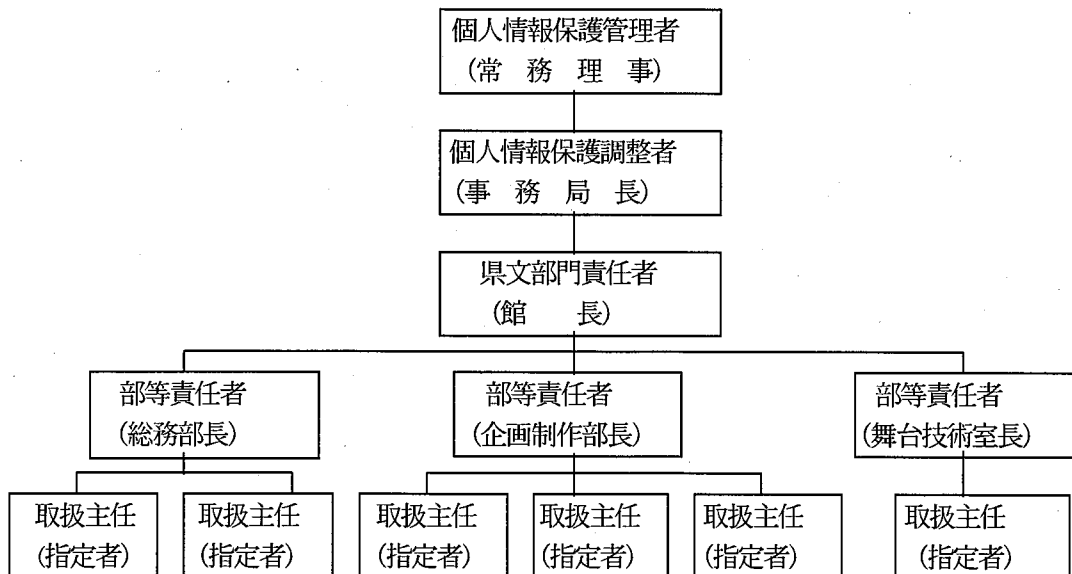 個人情報保護管理者
(常 務 理 事)
個人情報保護調整者
(事 務 局 長)
県文部門責任者
(館 長)
部等責任者
(総務部長)
部等責任者
(企画制作部長)
部等責任者
(舞台技術室長)
取扱主任
(指定者)
取扱主任
(指定者)
取扱主任
(指定者)
取扱主任
(指定者)
取扱主任
(指定者)
取扱主任
(指定者)